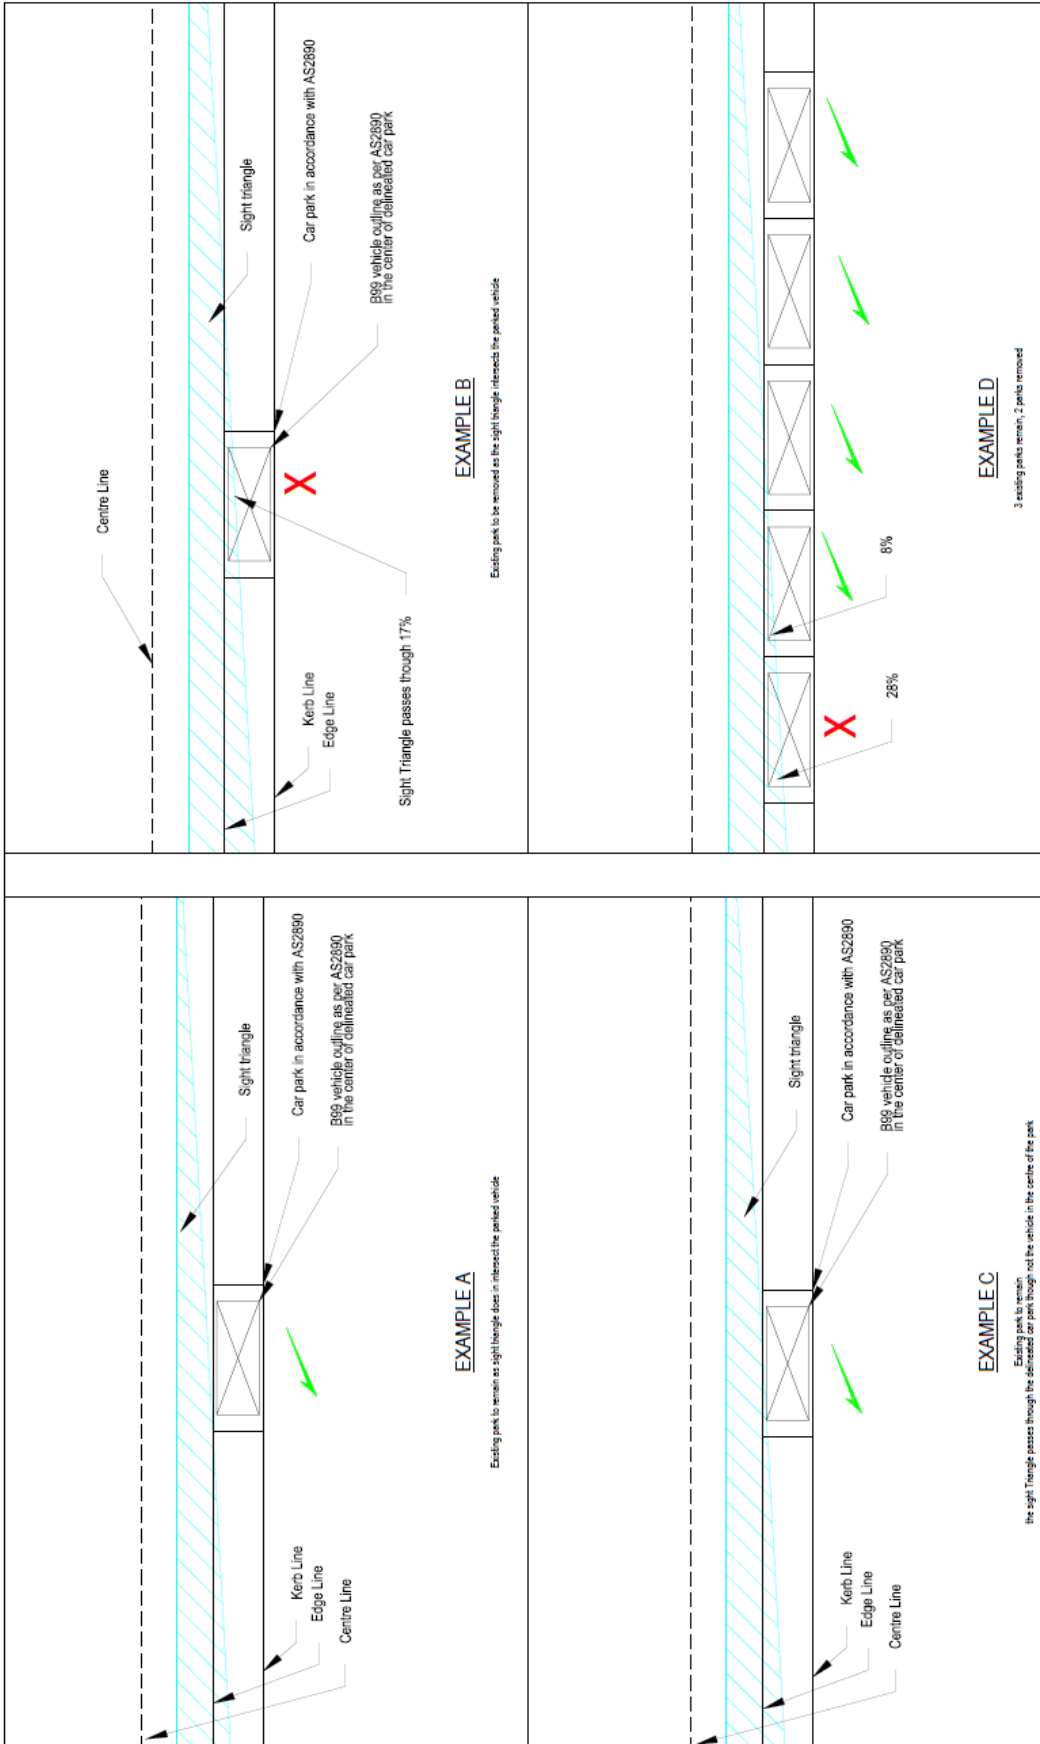 Centre Line
Sight triangle
Car park in accordance with AS2890
B99 vehicle outline as per AS2890
in the center of delineated car park
X
Sight Triangle passes though 17%
Kerb Line
Edge Line
EXAMPLE B
Existing park to be removed as the sight triangle intersects the parked vehicle
8%
28%
X
EXAMPLE D
3 existing parks remain, 2 parks removed
Sight triangle
Car park in accordance with AS2890
B99 vehicle outline as per AS2890
in the center of delineated car park
Kerb Line
Edge Line
Centre Line
EXAMPLE A
Existing park to remain as sight triangle does in intersect the parked vehicle
Sight triangle
Car park in accordance with AS2890
B99 vehicle outline as per AS2890
in the center of delineated car park
Kerb Line
Edge Line
Centre Line
EXAMPLE C
Existing park to remain
the sight Triangle passes through the delineated car park though not the vehicle in the centre of the park